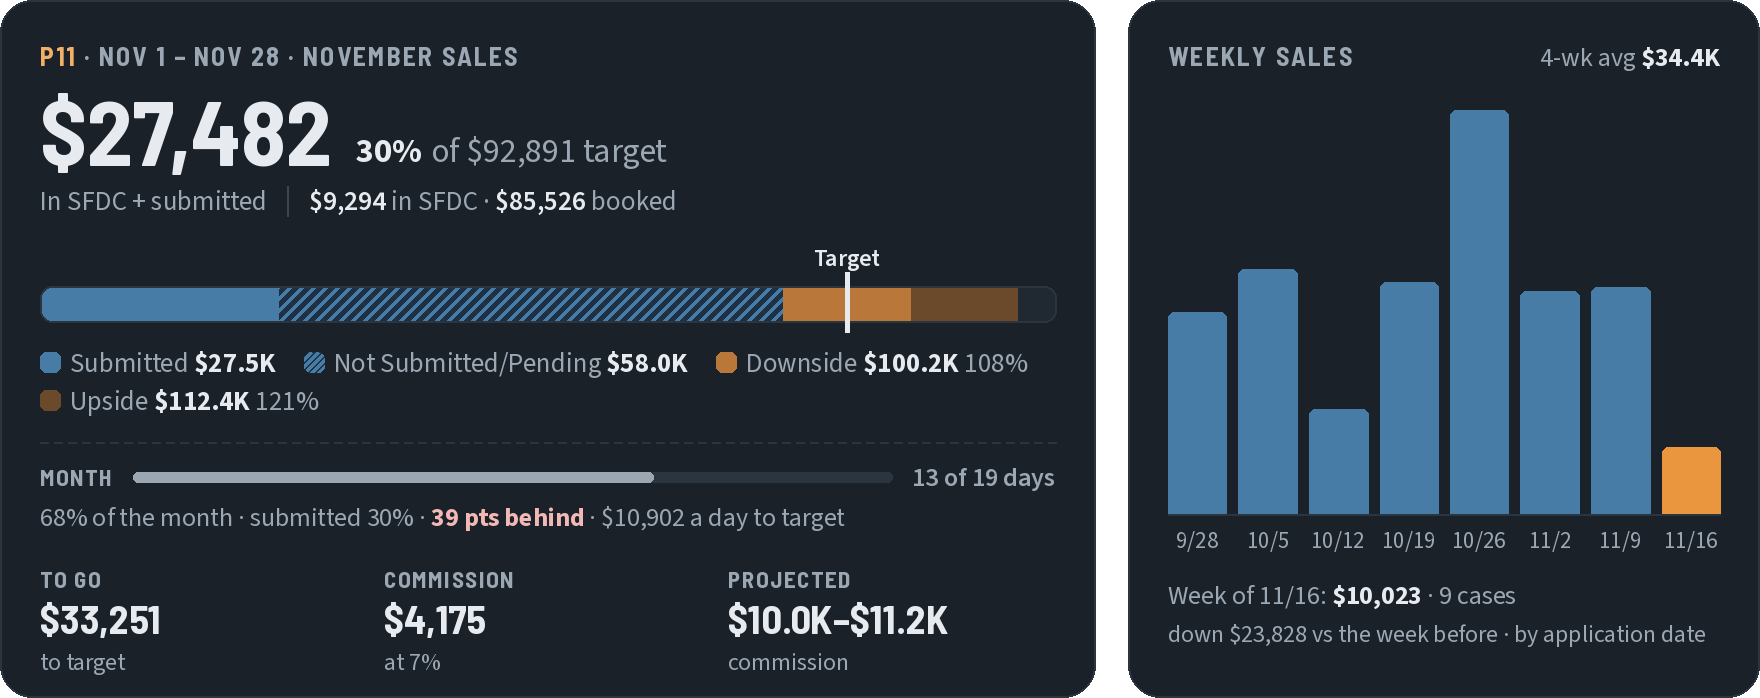 P11 · NOV 1 – NOV 28 · NOVEMBER SALES
$27,482 30% of $92,891 target
In SFDC + submitted $9,294 in SFDC · $85,526 booked
Target
Submitted $27.5K Not Submitted/Pending $58.0K Downside $100.2K 108%
Upside $112.4K 121%
MONTH 13 of 19 days
68% of the month · submitted 30% · 39 pts behind · $10,902 a day to target
TO GO COMMISSION PROJECTED
$33,251 $4,175 $10.0K–$11.2K
to target at 7% commission
WEEKLY SALES 4-wk avg $34.4K
9/28 10/5 10/12 10/19 10/26 11/2 11/9 11/16
Week of 11/16: $10,023 · 9 cases
down $23,828 vs the week before · by application date